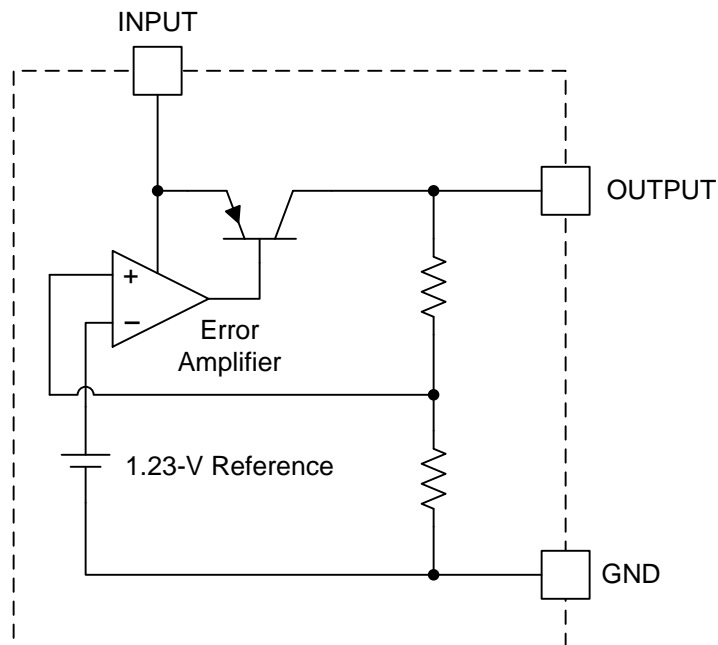 INPUT
OUTPUT
+
−
Error
Amplifier
1.23-V Reference
GND